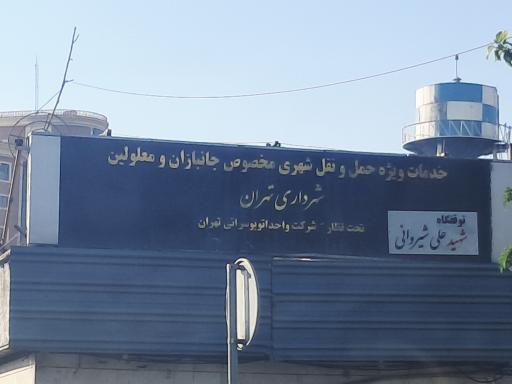 خدمات ویژه حمل و نقل شهری مخصوص جانبازان و معلولین
شهرداری تهران
تحت نظارت شرکت واحد اتوبوسرانی تهران
توقفگاه
شهید علی شیروانی